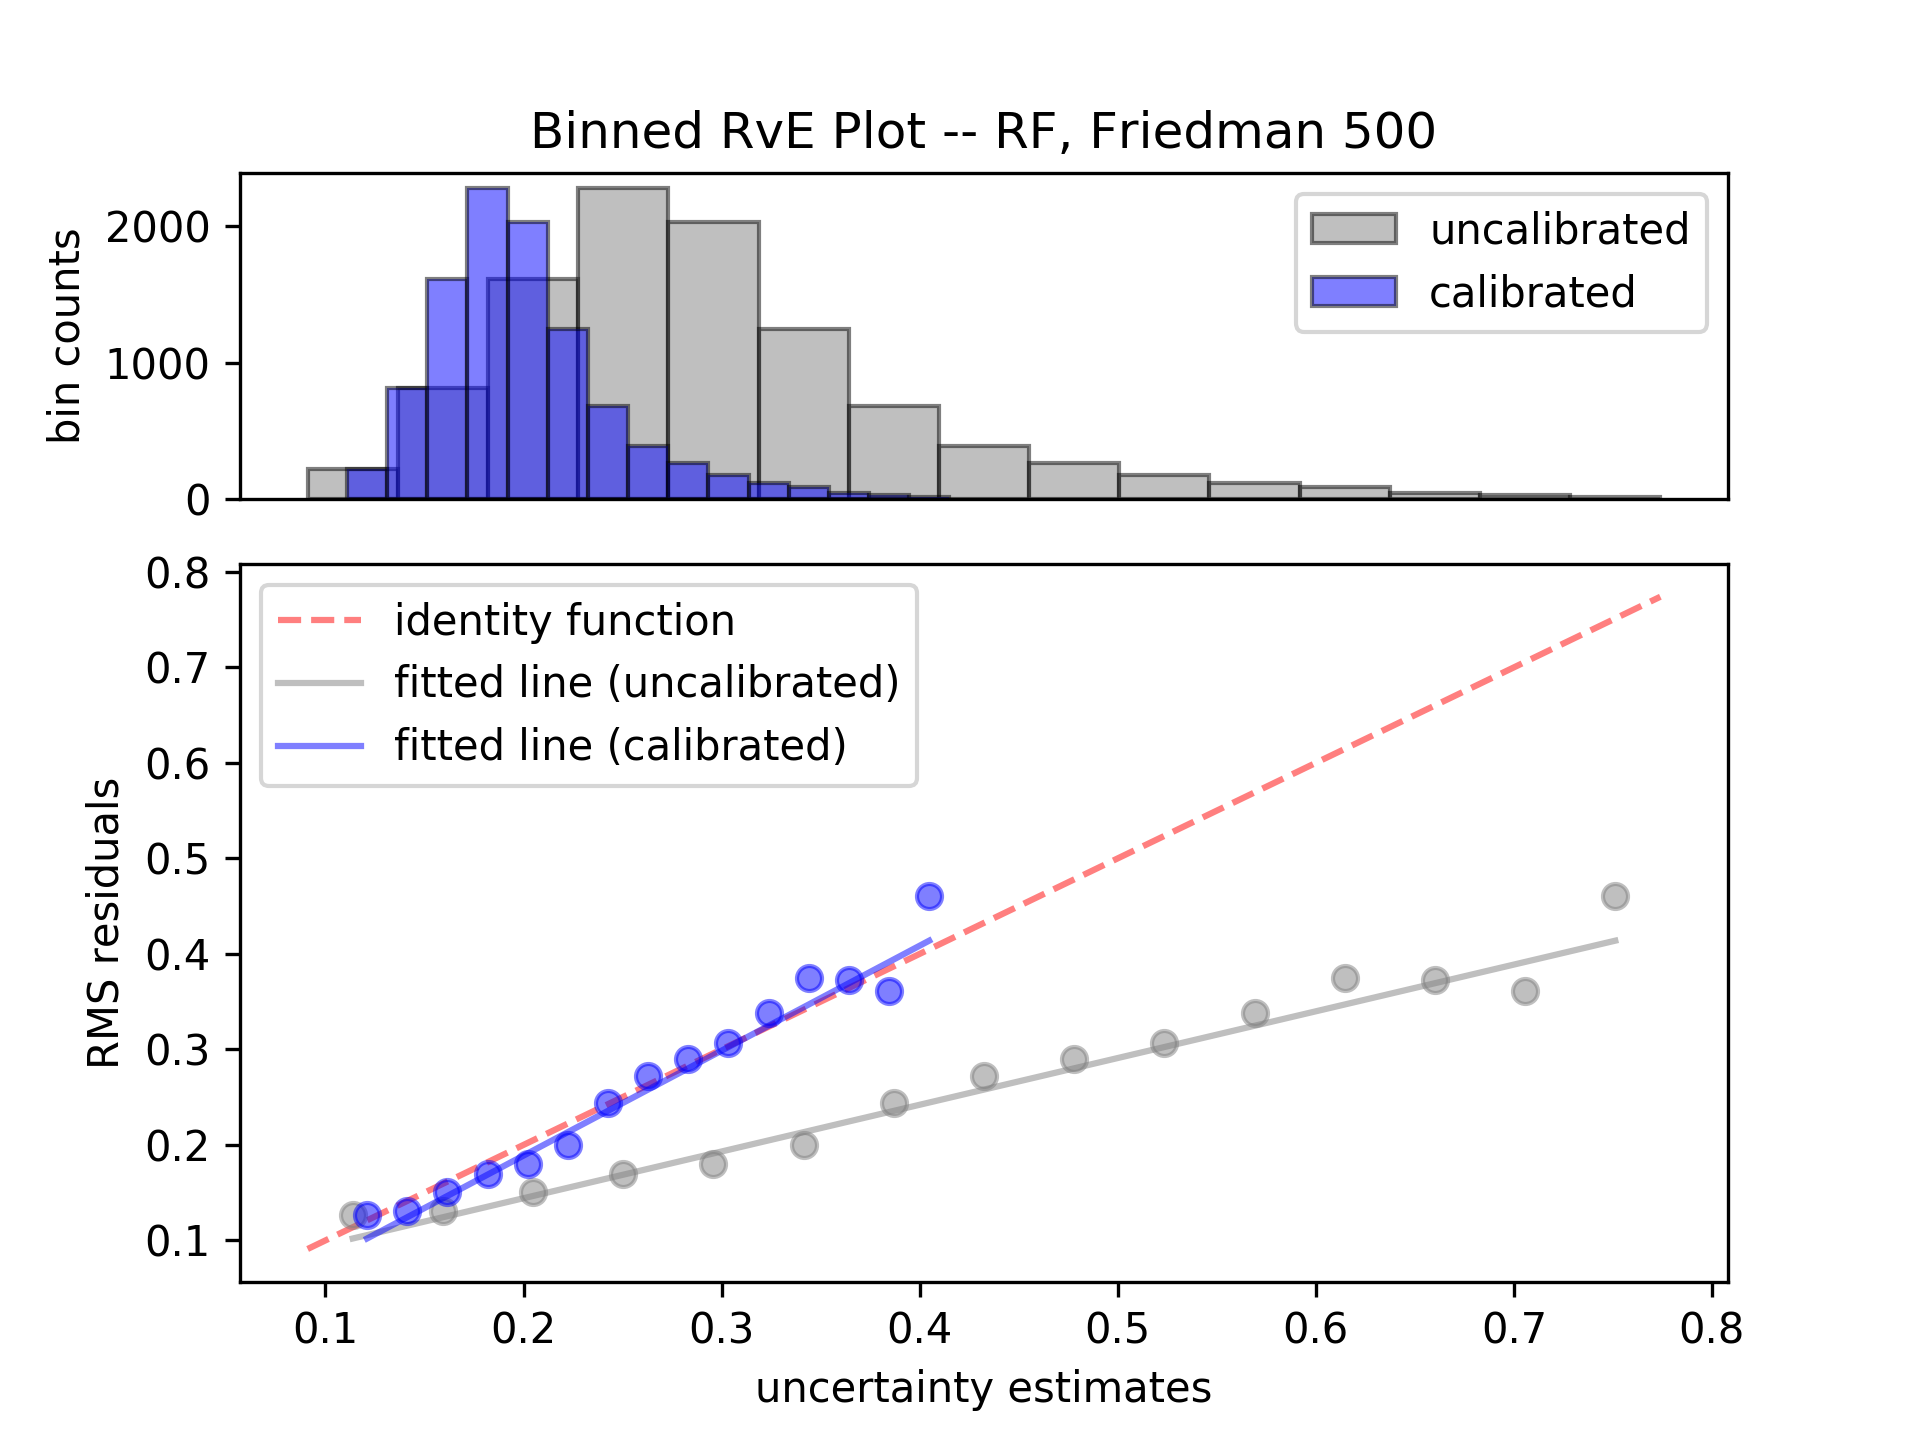 Binned RvE Plot -- RF, Friedman 500
2000
1000
0
bin counts
uncalibrated
calibrated
0.8
0.7
0.6
0.5
0.4
0.3
0.2
0.1
RMS residuals
identity function
fitted line (uncalibrated)
fitted line (calibrated)
0.1 0.2 0.3 0.4 0.5 0.6 0.7 0.8
uncertainty estimates